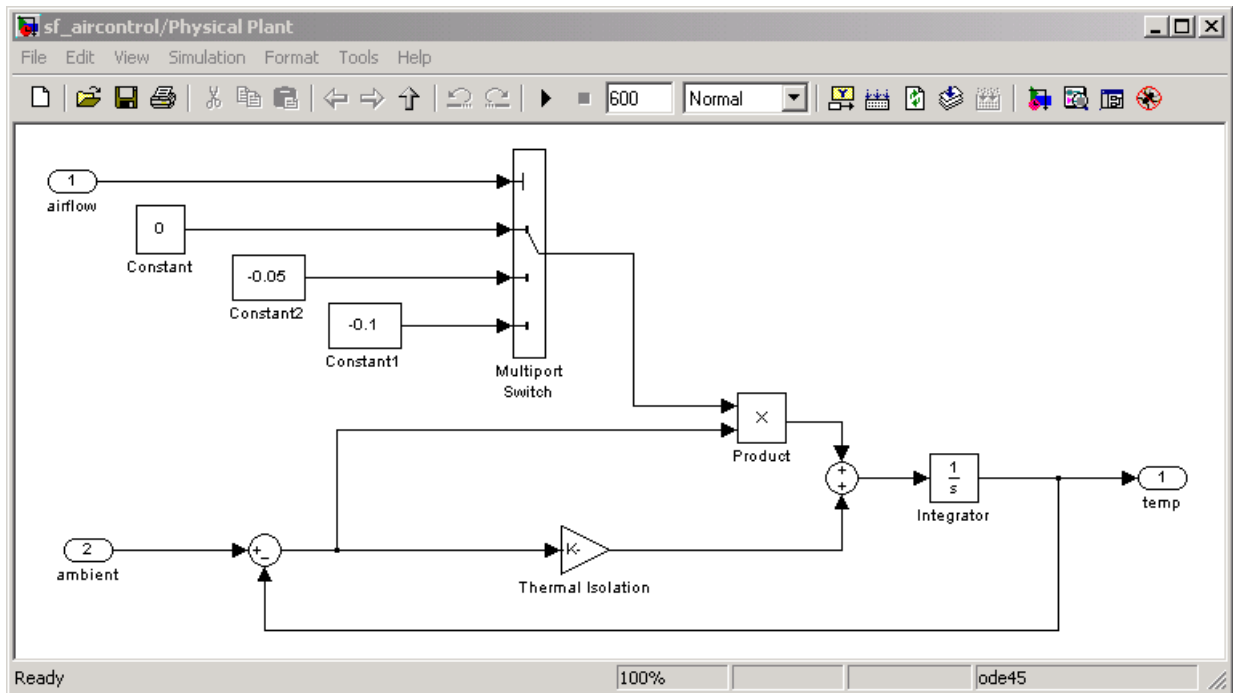 sf_aircontrol/Physical Plant
File Edit View Simulation Format Tools Help
600 Normal
1
airflow
0
Constant
-0.05
Constant2
-0.1
Constant1
Multiport
Switch
×
Product
+
+
1
s
Integrator
1
temp
2
ambient
+
−
K-
Thermal Isolation
Ready 100% ode45